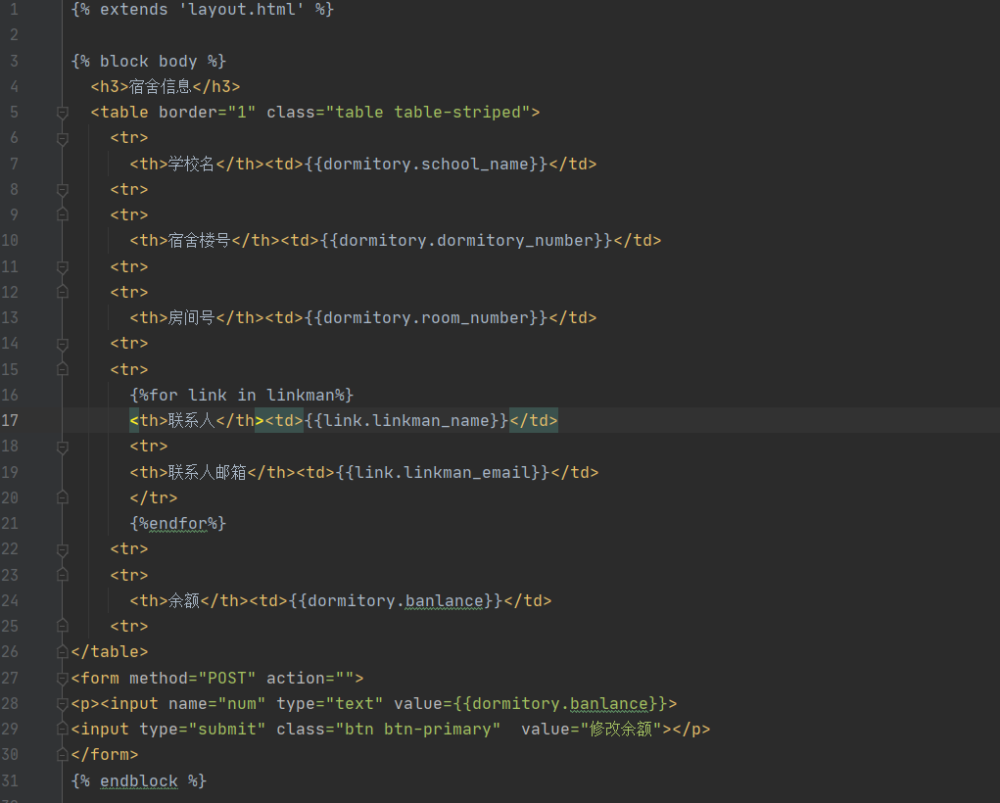 1 {% extends 'layout.html' %}
2
3 {% block body %}
4 <h3>宿舍信息</h3>
5 <table border="1" class="table table-striped">
6 <tr>
7 <th>学校名</th><td>{{dormitory.school_name}}</td>
8 <tr>
9 <tr>
10 <th>宿舍楼号</th><td>{{dormitory.dormitory_number}}</td>
11 <tr>
12 <tr>
13 <th>房间号</th><td>{{dormitory.room_number}}</td>
14 <tr>
15 <tr>
16 {%for link in linkman%}
17 <th>联系人</th><td>{{link.linkman_name}}</td>
18 <tr>
19 <th>联系人邮箱</th><td>{{link.linkman_email}}</td>
20 </tr>
21 {%endfor%}
22 <tr>
23 <tr>
24 <th>余额</th><td>{{dormitory.banlance}}</td>
25 <tr>
26 </table>
27 <form method="POST" action="">
28 <p><input name="num" type="text" value={{dormitory.banlance}}>
29 <input type="submit" class="btn btn-primary"  value="修改余额"></p>
30 </form>
31 {% endblock %}